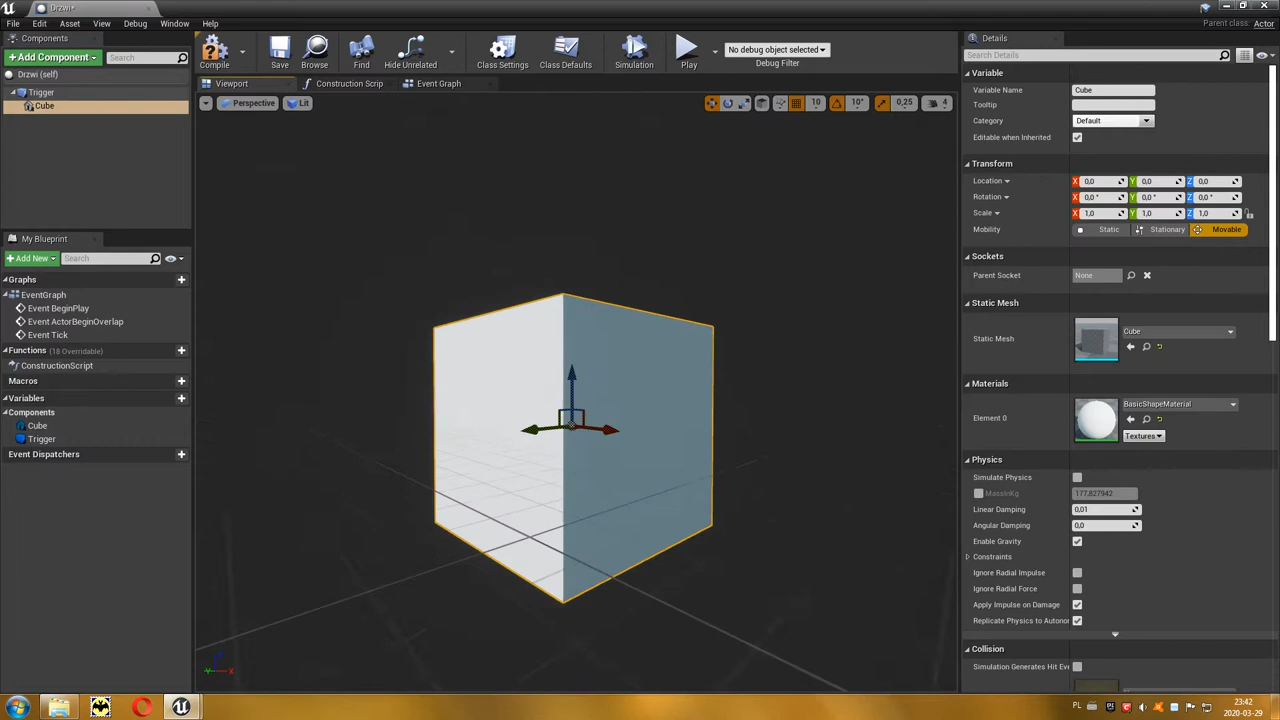 Drzwi*
File Edit Asset View Debug Window Help
Parent class: Actor
Components
+Add Component
Search
Drzwi (self)
Trigger
Cube
My Blueprint
+Add New
Search
Graphs
EventGraph
Event BeginPlay
Event ActorBeginOverlap
Event Tick
Functions (18 Overridable)
ConstructionScript
Macros
Variables
Components
Cube
Trigger
Event Dispatchers
Compile
Save
Browse
Find
Hide Unrelated
Class Settings
Class Defaults
Simulation
Play
No debug object selected
Debug Filter
Viewport
Construction Script
Event Graph
Perspective
Lit
10
10°
0,25
4
Z
Y
X
Details
Search Details
Variable
Variable Name Cube
Tooltip
Category Default
Editable when Inherited
Transform
Location X 0,0 Y 0,0 Z 0,0
Rotation X 0,0 ° Y 0,0 ° Z 0,0 °
Scale X 1,0 Y 1,0 Z 1,0
Mobility Static Stationary Movable
Sockets
Parent Socket None
Static Mesh
Static Mesh Cube
Materials
Element 0 BasicShapeMaterial
Textures
Physics
Simulate Physics
MassInKg 177,827942
Linear Damping 0,01
Angular Damping 0,0
Enable Gravity
Constraints
Ignore Radial Impulse
Ignore Radial Force
Apply Impulse on Damage
Replicate Physics to Autonor
Collision
Simulation Generates Hit Eve
PL
23:42
2020-03-29